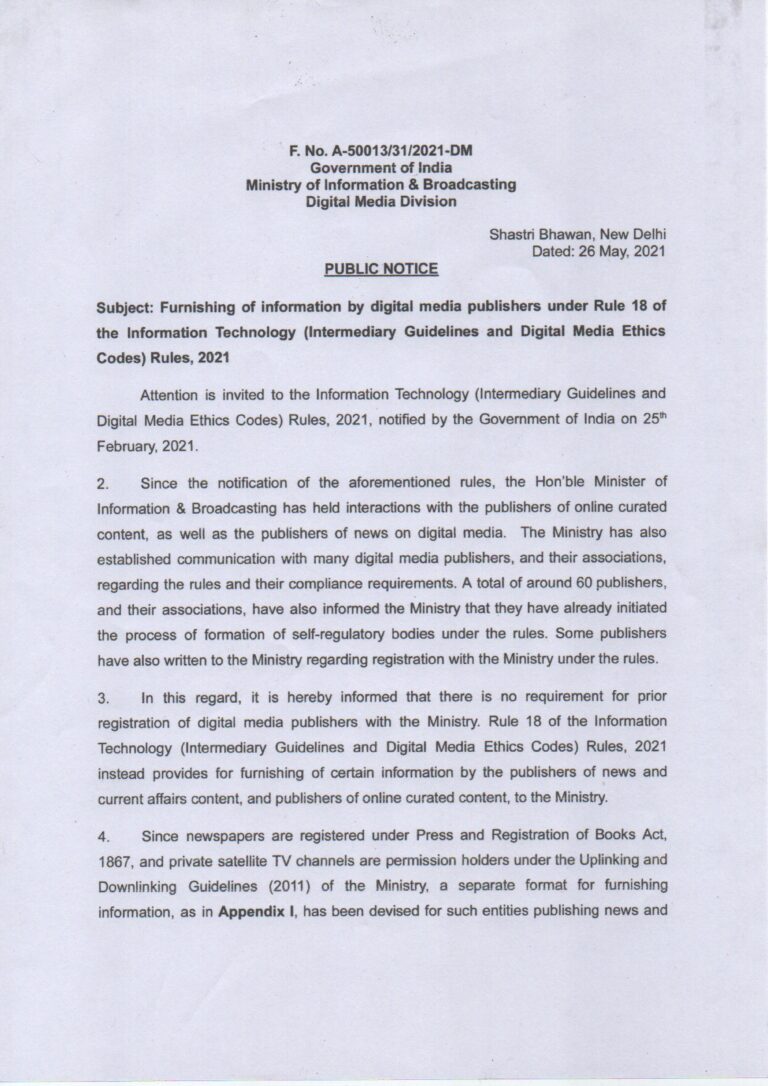 F. No. A-50013/31/2021-DM
Government of India
Ministry of Information & Broadcasting
Digital Media Division
Shastri Bhawan, New Delhi
Dated: 26 May, 2021
PUBLIC NOTICE
Subject: Furnishing of information by digital media publishers under Rule 18 of
the Information Technology (Intermediary Guidelines and Digital Media Ethics
Codes) Rules, 2021
Attention is invited to the Information Technology (Intermediary Guidelines and
Digital Media Ethics Codes) Rules, 2021, notified by the Government of India on 25th
February, 2021.
2. Since the notification of the aforementioned rules, the Hon'ble Minister of
Information & Broadcasting has held interactions with the publishers of online curated
content, as well as the publishers of news on digital media. The Ministry has also
established communication with many digital media publishers, and their associations,
regarding the rules and their compliance requirements. A total of around 60 publishers,
and their associations, have also informed the Ministry that they have already initiated
the process of formation of self-regulatory bodies under the rules. Some publishers
have also written to the Ministry regarding registration with the Ministry under the rules.
3. In this regard, it is hereby informed that there is no requirement for prior
registration of digital media publishers with the Ministry. Rule 18 of the Information
Technology (Intermediary Guidelines and Digital Media Ethics Codes) Rules, 2021
instead provides for furnishing of certain information by the publishers of news and
current affairs content, and publishers of online curated content, to the Ministry.
4. Since newspapers are registered under Press and Registration of Books Act,
1867, and private satellite TV channels are permission holders under the Uplinking and
Downlinking Guidelines (2011) of the Ministry, a separate format for furnishing
information, as in Appendix I, has been devised for such entities publishing news and